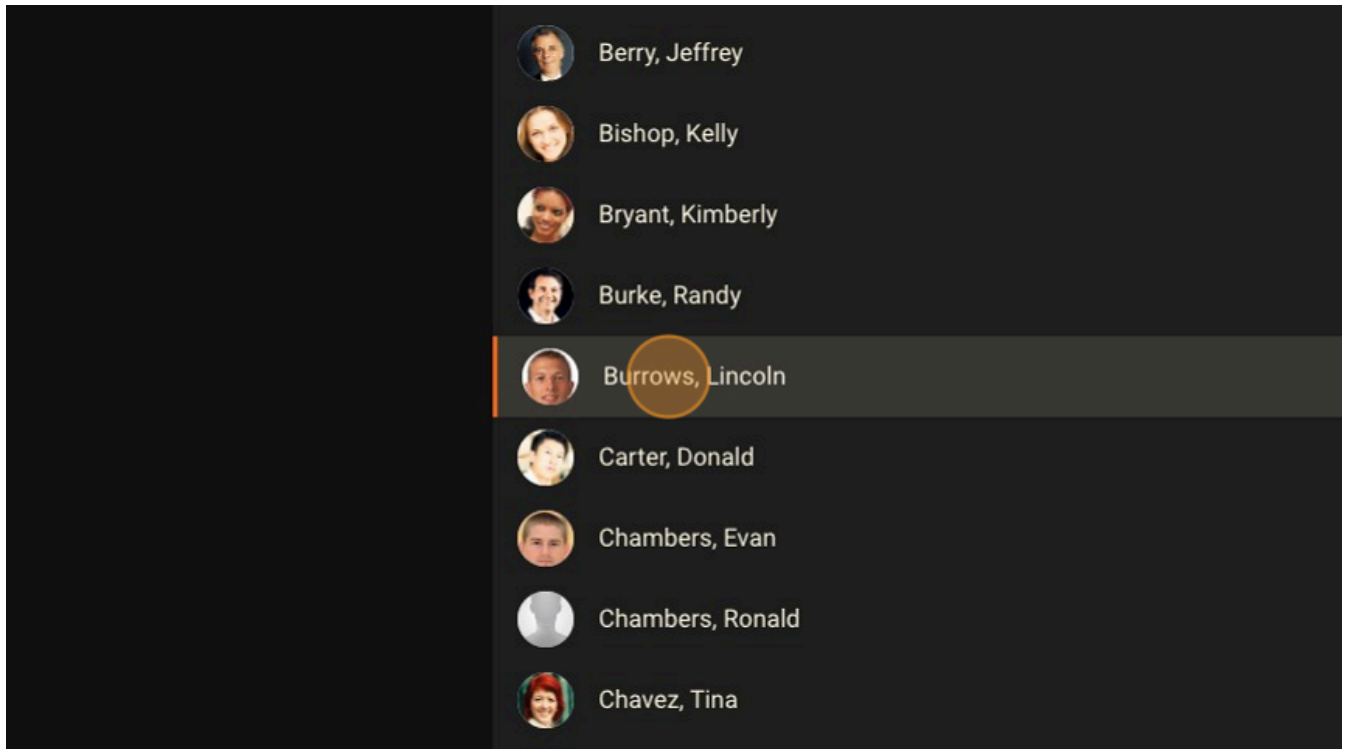 Berry, Jeffrey
Bishop, Kelly
Bryant, Kimberly
Burke, Randy
Burrows, Lincoln
Carter, Donald
Chambers, Evan
Chambers, Ronald
Chavez, Tina